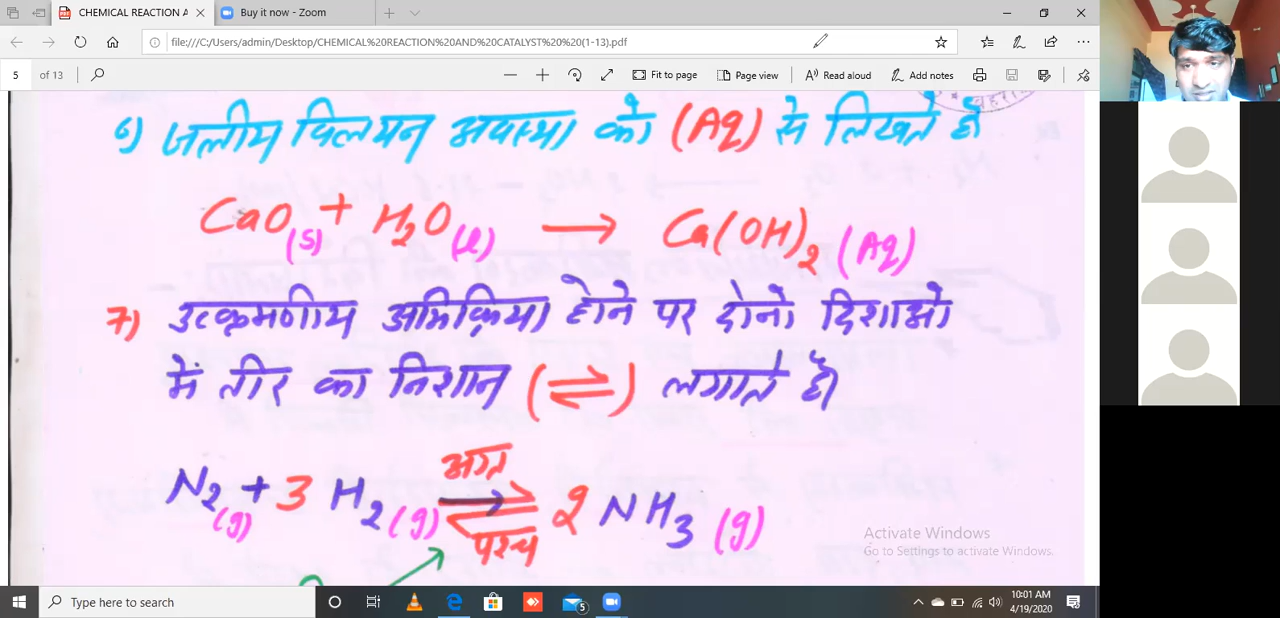 CHEMICAL REACTION A
Buy it now - Zoom
file:///C:/Users/admin/Desktop/CHEMICAL%20REACTION%20AND%20CATALYST%20%20(1-13).pdf
5 of 13 Fit to page Page view Read aloud Add notes
6) जलीय विलयन अवस्था को (Aq) से लिखते है।
CaO(s) + H₂O(l) → Ca(OH)₂(Aq)
7) उत्क्रमणीय अभिक्रिया होने पर दोनो दिशाओ
में तीर का निशान (⇌) लगाते है।
अग्र
N₂(g) + 3 H₂(g) ⇌ 2 NH₃(g)
पश्च
Activate Windows
Go to Settings to activate Windows.
Type here to search
5
10:01 AM
4/19/2020